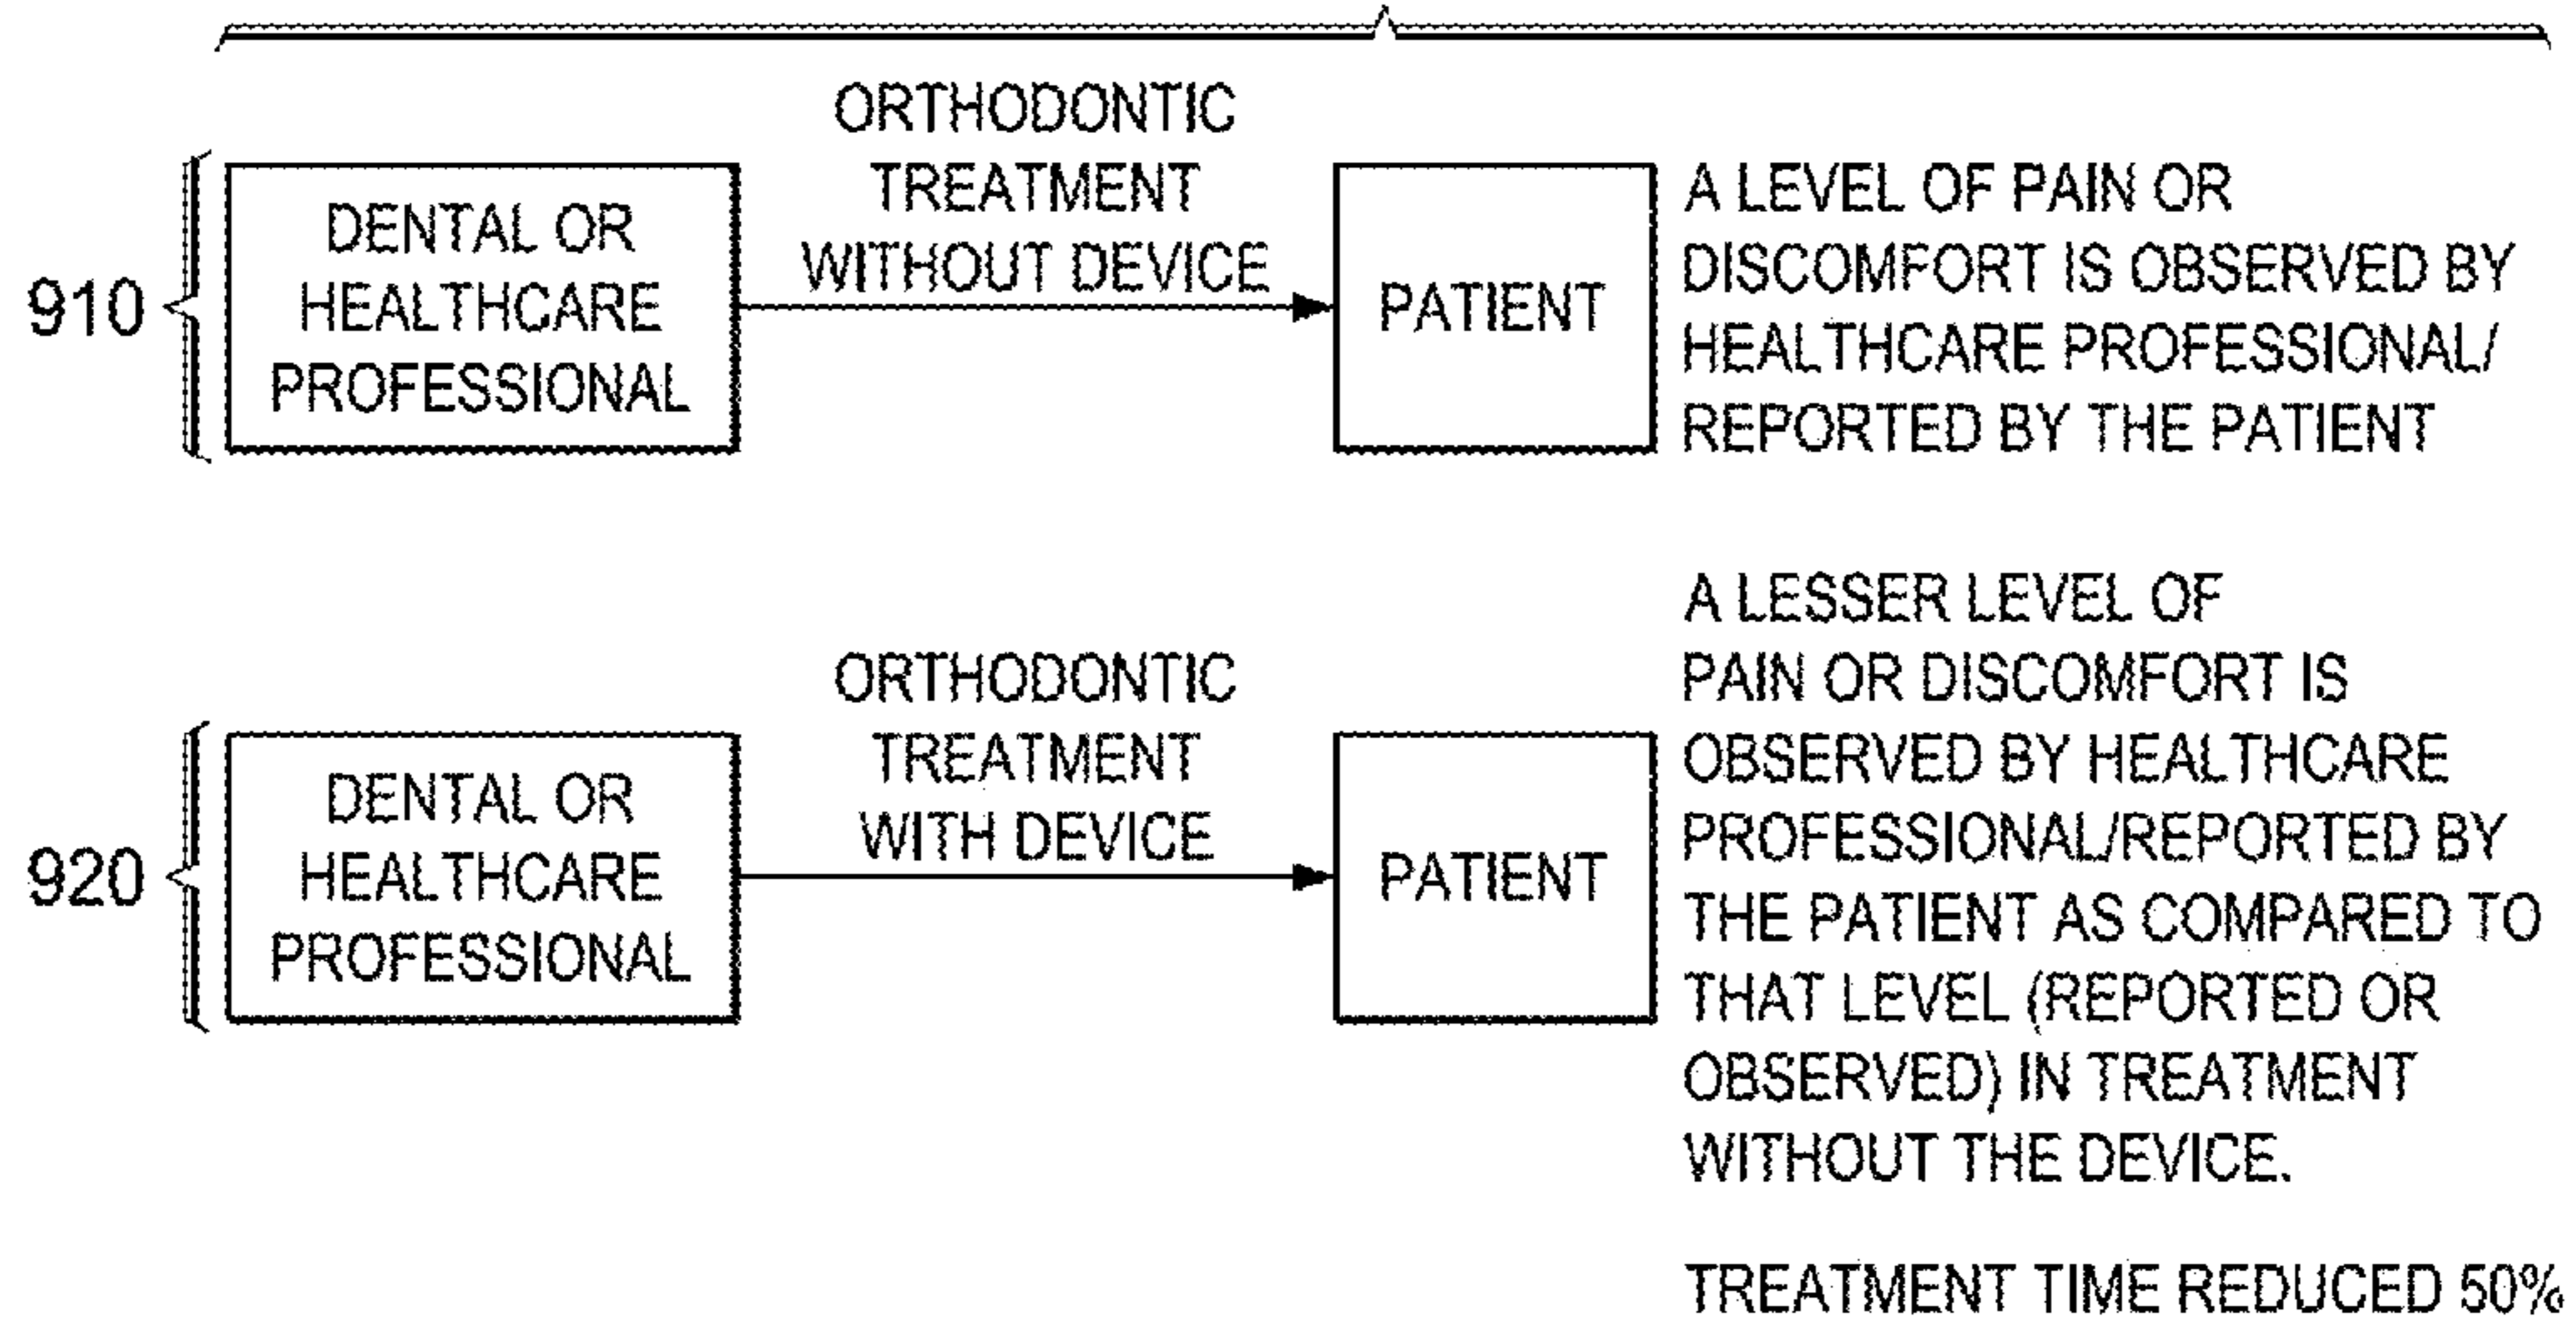 910
DENTAL OR
HEALTHCARE
PROFESSIONAL
ORTHODONTIC
TREATMENT
WITHOUT DEVICE
PATIENT
A LEVEL OF PAIN OR
DISCOMFORT IS OBSERVED BY
HEALTHCARE PROFESSIONAL/
REPORTED BY THE PATIENT
920
DENTAL OR
HEALTHCARE
PROFESSIONAL
ORTHODONTIC
TREATMENT
WITH DEVICE
PATIENT
A LESSER LEVEL OF
PAIN OR DISCOMFORT IS
OBSERVED BY HEALTHCARE
PROFESSIONAL/REPORTED BY
THE PATIENT AS COMPARED TO
THAT LEVEL (REPORTED OR
OBSERVED) IN TREATMENT
WITHOUT THE DEVICE.
TREATMENT TIME REDUCED 50%